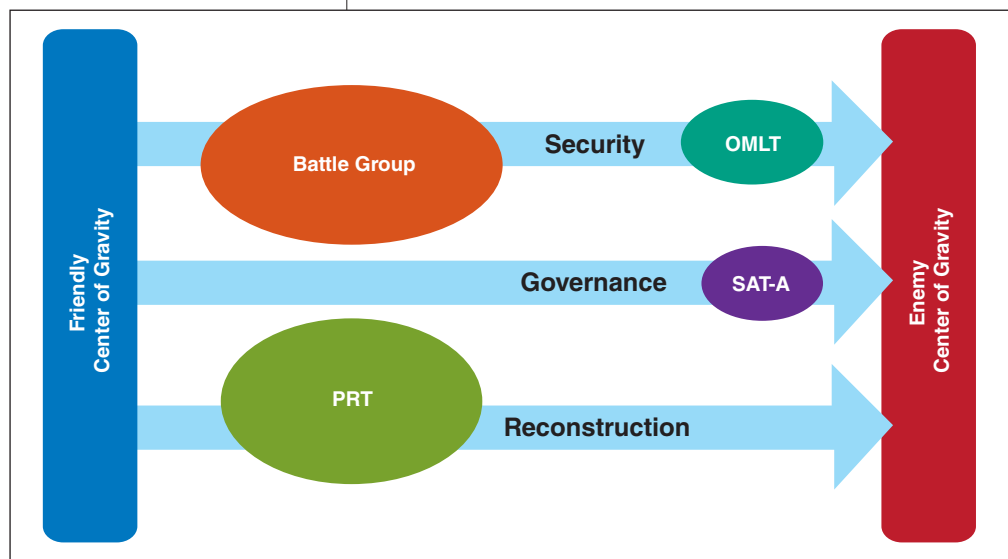 Friendly
Center of Gravity
Battle Group
Security
OMLT
Governance
SAT-A
PRT
Reconstruction
Enemy
Center of Gravity